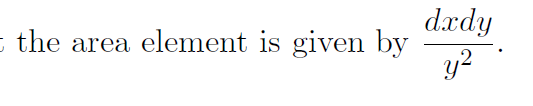 the area element is given by \frac{dxdy}{y^2}.